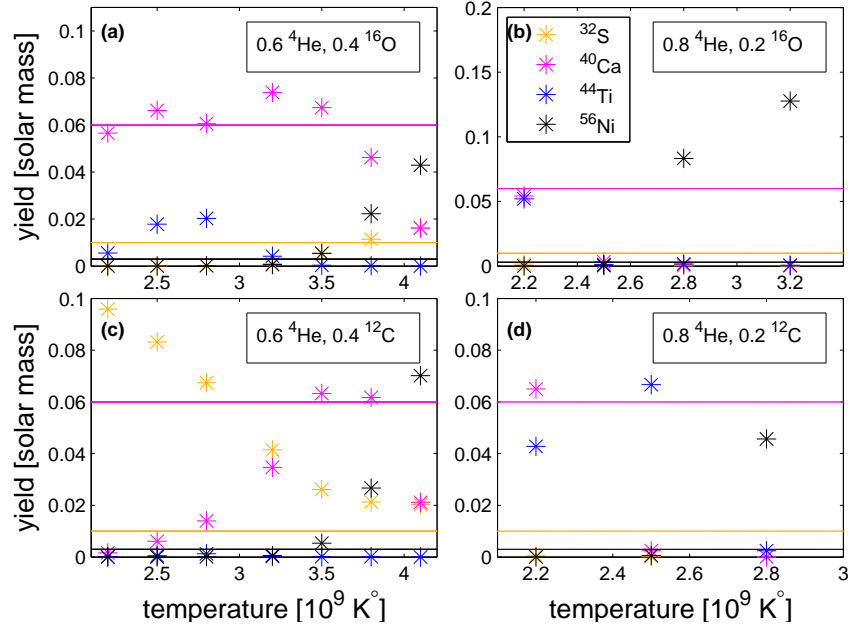 yield [solar mass]
(a)
0.6 ⁴He, 0.4 ¹⁶O
0.1
0.08
0.06
0.04
0.02
0
2.5 3 3.5 4
(b)
0.8 ⁴He, 0.2 ¹⁶O
³²S
⁴⁰Ca
⁴⁴Ti
⁵⁶Ni
0.2
0.15
0.1
0.05
0
2.2 2.4 2.6 2.8 3 3.2
yield [solar mass]
(c)
0.6 ⁴He, 0.4 ¹²C
0.1
0.08
0.06
0.04
0.02
0
2.5 3 3.5 4
temperature [10⁹ K°]
(d)
0.8 ⁴He, 0.2 ¹²C
0.1
0.08
0.06
0.04
0.02
0
2.2 2.4 2.6 2.8 3
temperature [10⁹ K°]